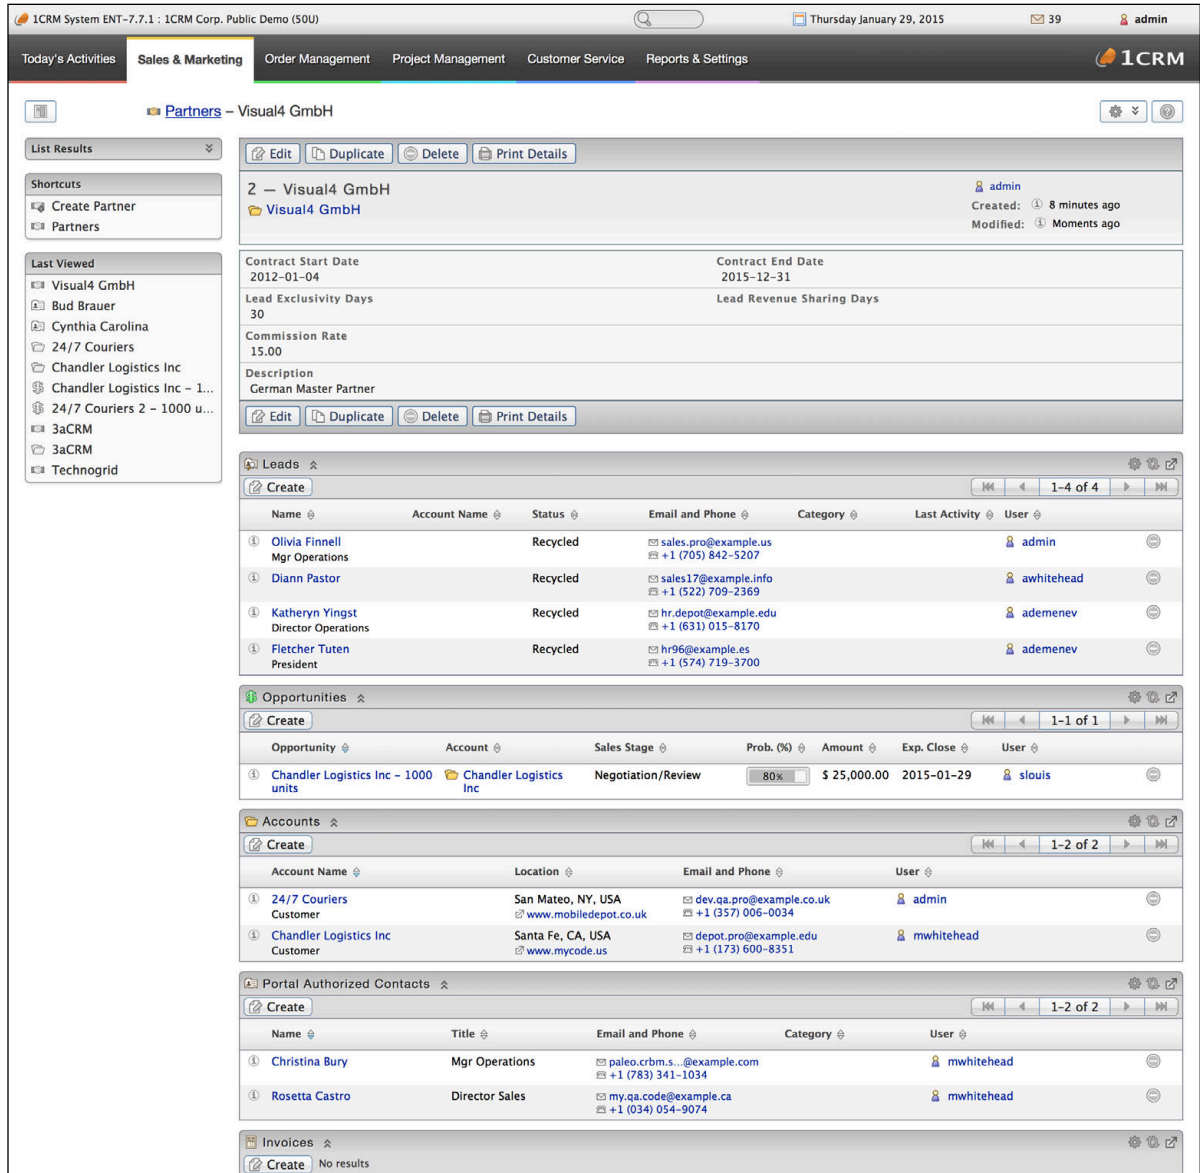 1CRM System ENT-7.7.1 : 1CRM Corp. Public Demo (50U) Thursday January 29, 2015 39 admin
Today's Activities Sales & Marketing Order Management Project Management Customer Service Reports & Settings 1CRM
Partners – Visual4 GmbH
List Results
Shortcuts
Create Partner
Partners
Last Viewed
Visual4 GmbH
Bud Brauer
Cynthia Carolina
24/7 Couriers
Chandler Logistics Inc
Chandler Logistics Inc - 1...
24/7 Couriers 2 - 1000 u...
3aCRM
3aCRM
Technogrid
Edit Duplicate Delete Print Details
2 — Visual4 GmbH
Visual4 GmbH
admin
Created: 8 minutes ago
Modified: Moments ago
Contract Start Date Contract End Date
2012-01-04 2015-12-31
Lead Exclusivity Days Lead Revenue Sharing Days
30
Commission Rate
15.00
Description
German Master Partner
Edit Duplicate Delete Print Details
Leads
Create 1-4 of 4
Name Account Name Status Email and Phone Category Last Activity User
Olivia Finnell Recycled sales.pro@example.us admin
Mgr Operations +1 (705) 842-5207
Diann Pastor Recycled sales17@example.info awhitehead
+1 (522) 709-2369
Katheryn Yingst Recycled hr.depot@example.edu ademenev
Director Operations +1 (631) 015-8170
Fletcher Tuten Recycled hr96@example.es ademenev
President +1 (574) 719-3700
Opportunities
Create 1-1 of 1
Opportunity Account Sales Stage Prob. (%) Amount Exp. Close User
Chandler Logistics Inc - 1000 Chandler Logistics Negotiation/Review 80% $ 25,000.00 2015-01-29 slouis
units Inc
Accounts
Create 1-2 of 2
Account Name Location Email and Phone User
24/7 Couriers San Mateo, NY, USA dev.qa.pro@example.co.uk admin
Customer www.mobiledepot.co.uk +1 (357) 006-0034
Chandler Logistics Inc Santa Fe, CA, USA depot.pro@example.edu mwhitehead
Customer www.mycode.us +1 (173) 600-8351
Portal Authorized Contacts
Create 1-2 of 2
Name Title Email and Phone Category User
Christina Bury Mgr Operations paleo.crbm.s...@example.com mwhitehead
+1 (783) 341-1034
Rosetta Castro Director Sales my.qa.code@example.ca mwhitehead
+1 (034) 054-9074
Invoices
Create No results